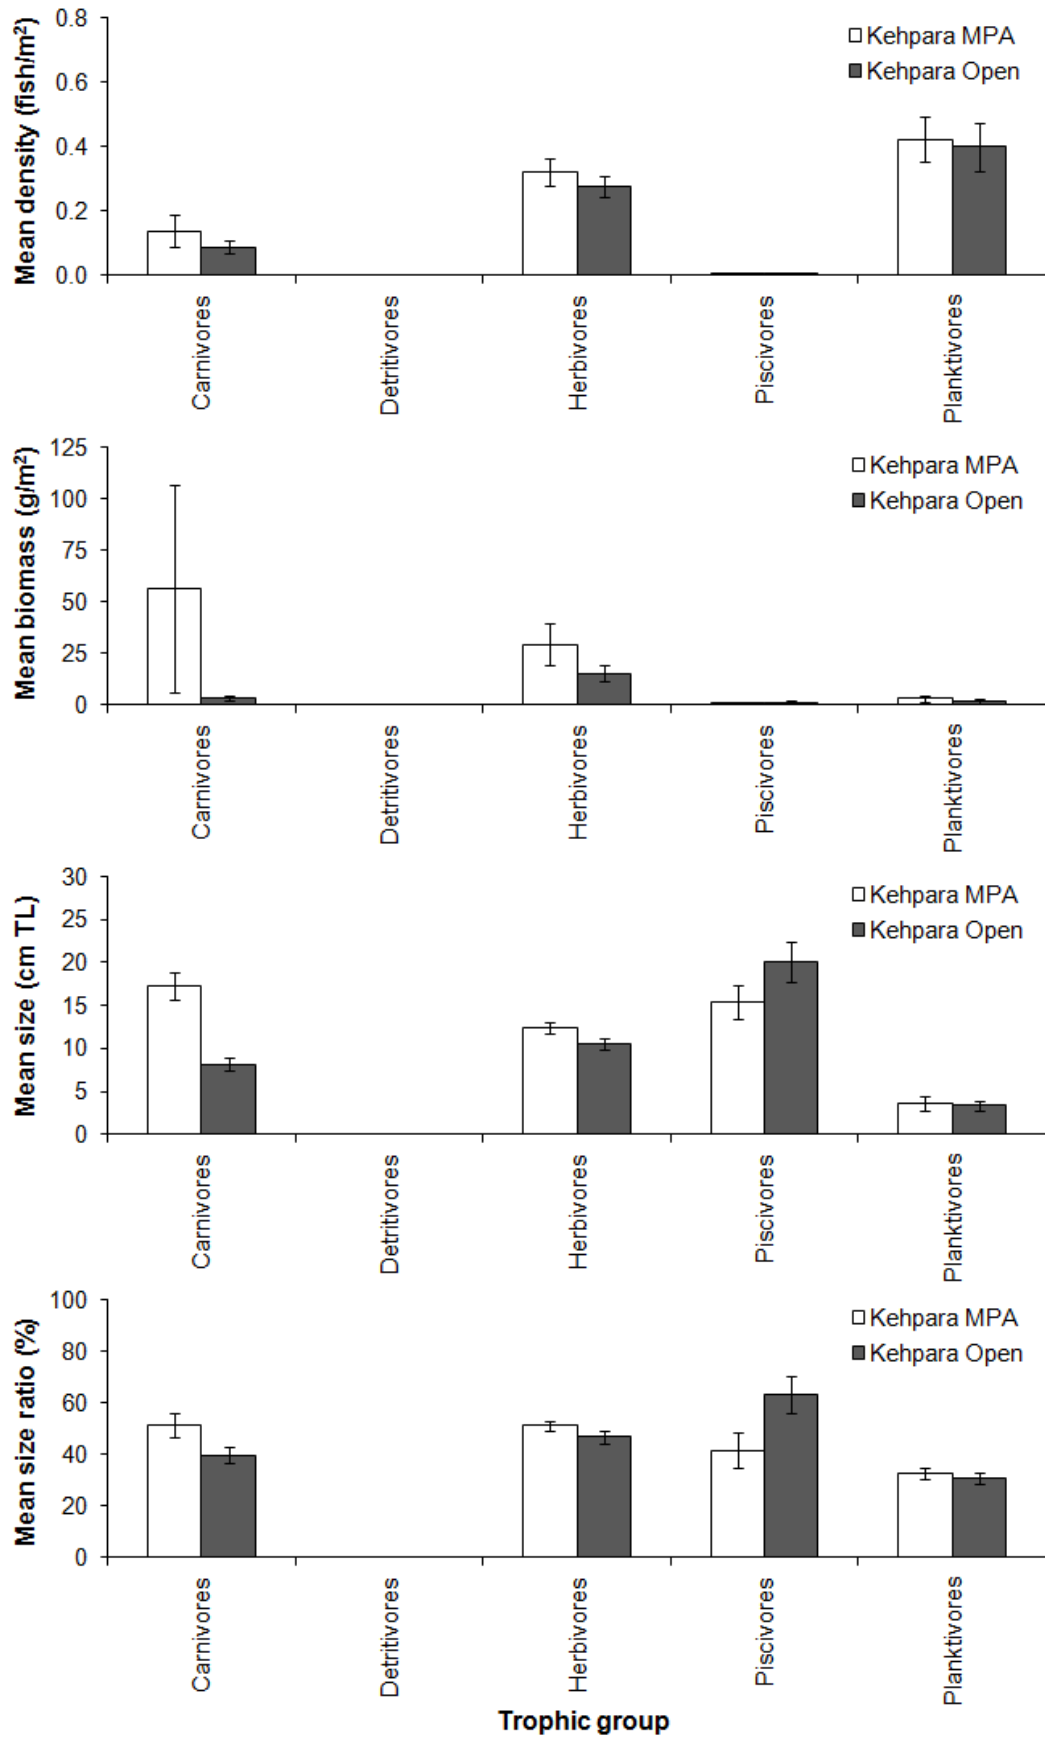 Mean density (fish/m²)
0.8
0.6
0.4
0.2
0.0
Kehpara MPA
Kehpara Open
Carnivores
Detritivores
Herbivores
Piscivores
Planktivores
Mean biomass (g/m²)
125
100
75
50
25
0
Kehpara MPA
Kehpara Open
Carnivores
Detritivores
Herbivores
Piscivores
Planktivores
Mean size (cm TL)
30
25
20
15
10
5
0
Kehpara MPA
Kehpara Open
Carnivores
Detritivores
Herbivores
Piscivores
Planktivores
Mean size ratio (%)
100
80
60
40
20
0
Kehpara MPA
Kehpara Open
Carnivores
Detritivores
Herbivores
Piscivores
Planktivores
Trophic group